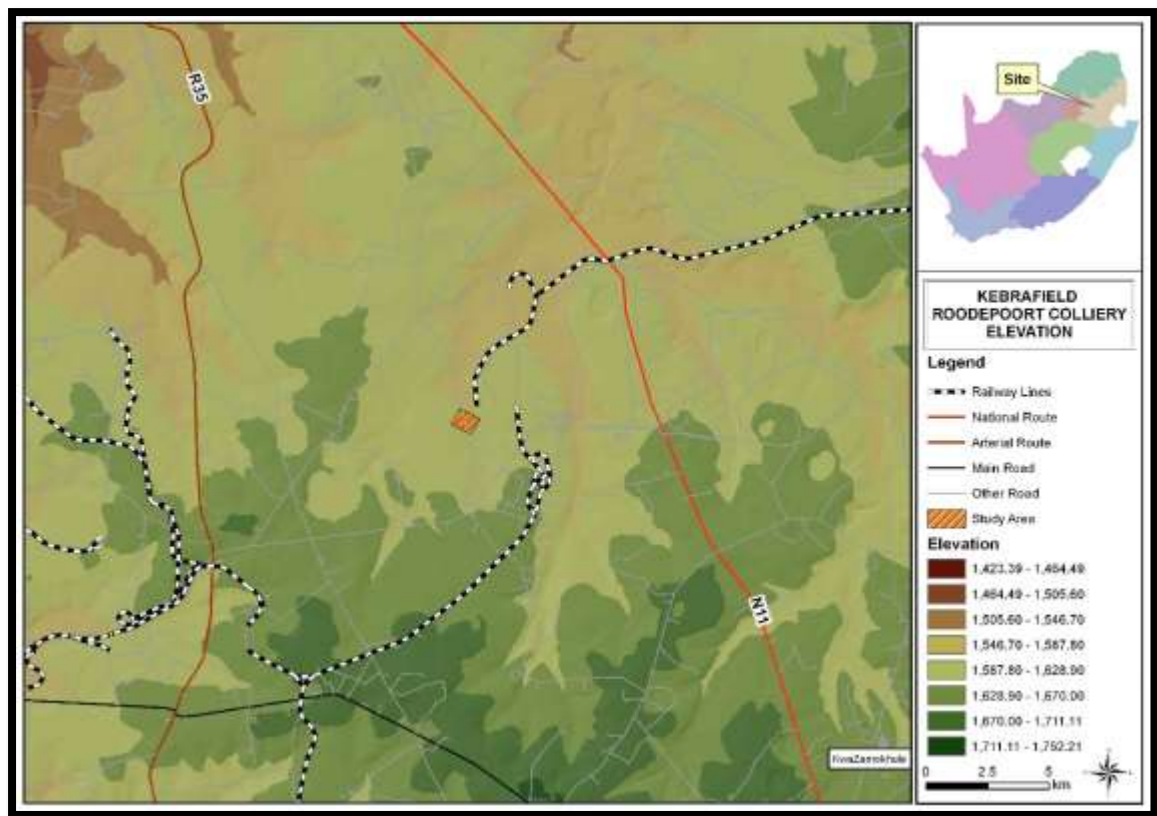 R35
N11
KwaZamokhule
Site
KEBRAFIELD
ROODEPOORT COLLIERY
ELEVATION
Legend
Railway Lines
National Route
Arterial Route
Main Road
Other Road
Study Area
Elevation
1,423.39 - 1,464.49
1,464.49 - 1,505.60
1,505.60 - 1,546.70
1,546.70 - 1,587.80
1,587.80 - 1,628.90
1,628.90 - 1,670.00
1,670.00 - 1,711.11
1,711.11 - 1,752.21
0 2.5 5
km